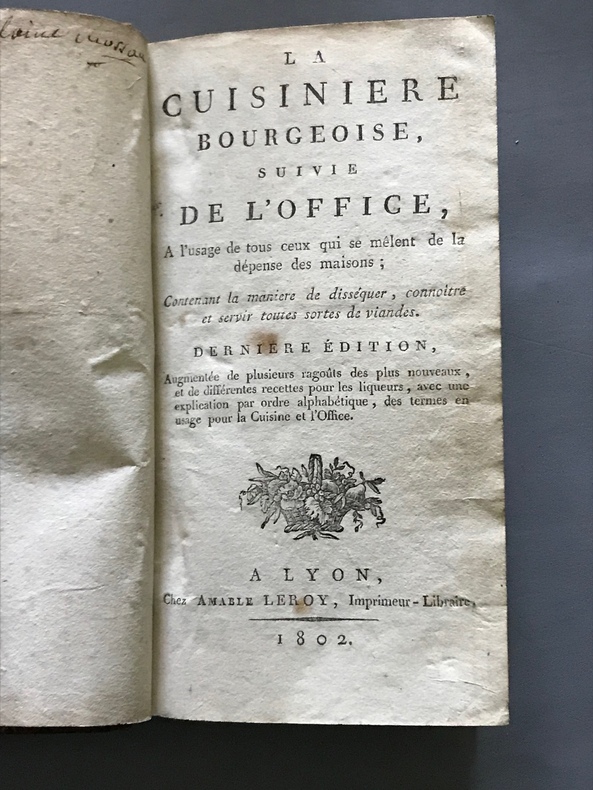 LA
CUISINIERE
BOURGEOISE,
SUIVIE
DE L'OFFICE,
A l'usage de tous ceux qui se mêlent de la
dépense des maisons ;
Contenant la maniere de disséquer, connoître
et servir toutes sortes de viandes.
DERNIERE ÉDITION,
Augmentée de plusieurs ragoûts des plus nouveaux,
et de différentes recettes pour les liqueurs, avec une
explication par ordre alphabétique, des termes en
usage pour la Cuisine et l'Office.
A LYON,
Chez AMABLE LEROY, Imprimeur-Libraire,
1802.